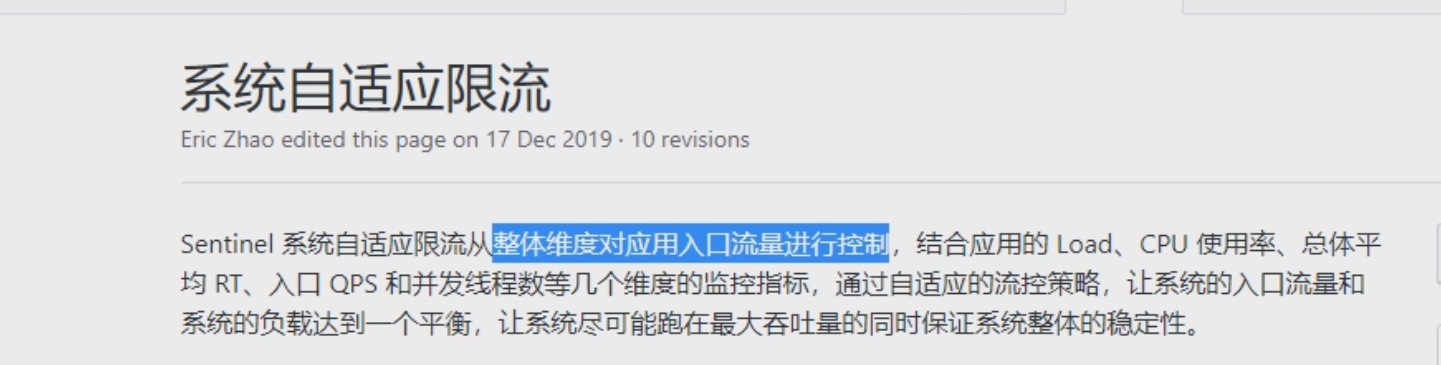 系统自适应限流
Eric Zhao edited this page on 17 Dec 2019 · 10 revisions
Sentinel 系统自适应限流从整体维度对应用入口流量进行控制，结合应用的 Load、CPU 使用率、总体平
均 RT、入口 QPS 和并发线程数等几个维度的监控指标，通过自适应的流控策略，让系统的入口流量和
系统的负载达到一个平衡，让系统尽可能跑在最大吞吐量的同时保证系统整体的稳定性。